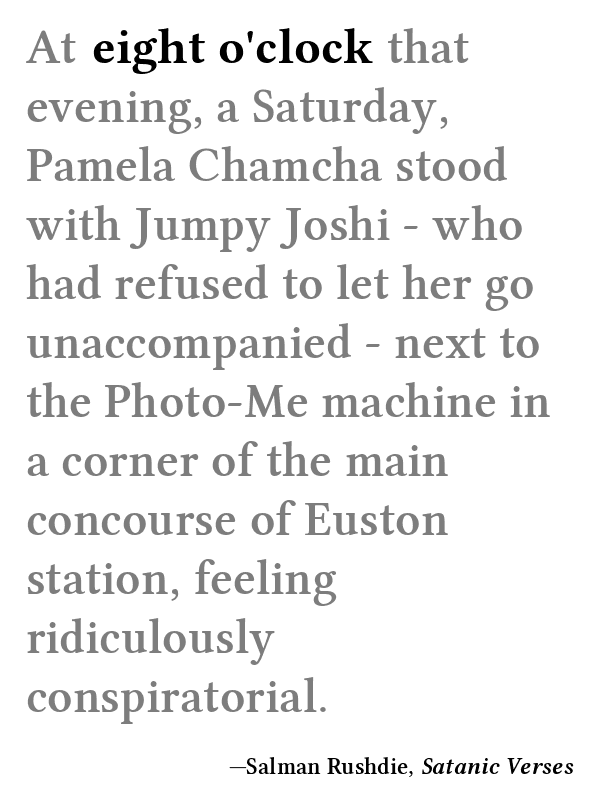 At eight o'clock that
evening, a Saturday,
Pamela Chamcha stood
with Jumpy Joshi - who
had refused to let her go
unaccompanied - next to
the Photo-Me machine in
a corner of the main
concourse of Euston
station, feeling
ridiculously
conspiratorial.
—Salman Rushdie, Satanic Verses